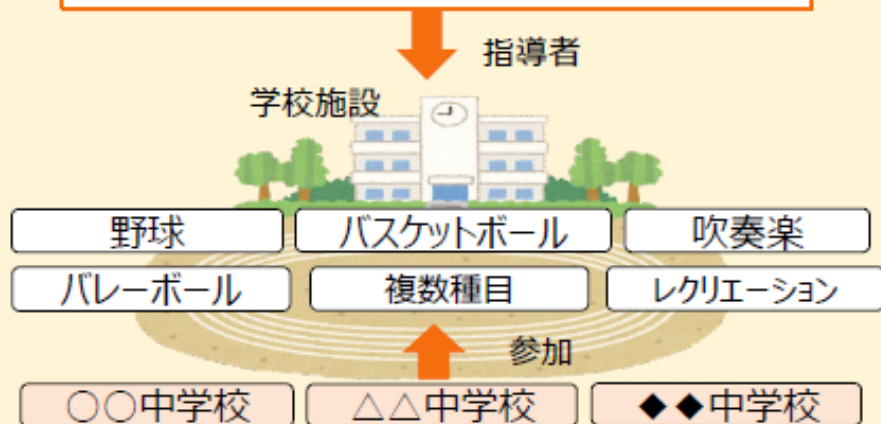 指導者
学校施設
野球 バスケットボール 吹奏楽
バレーボール 複数種目 レクリエーション
参加
○○中学校 △△中学校 ◆◆中学校